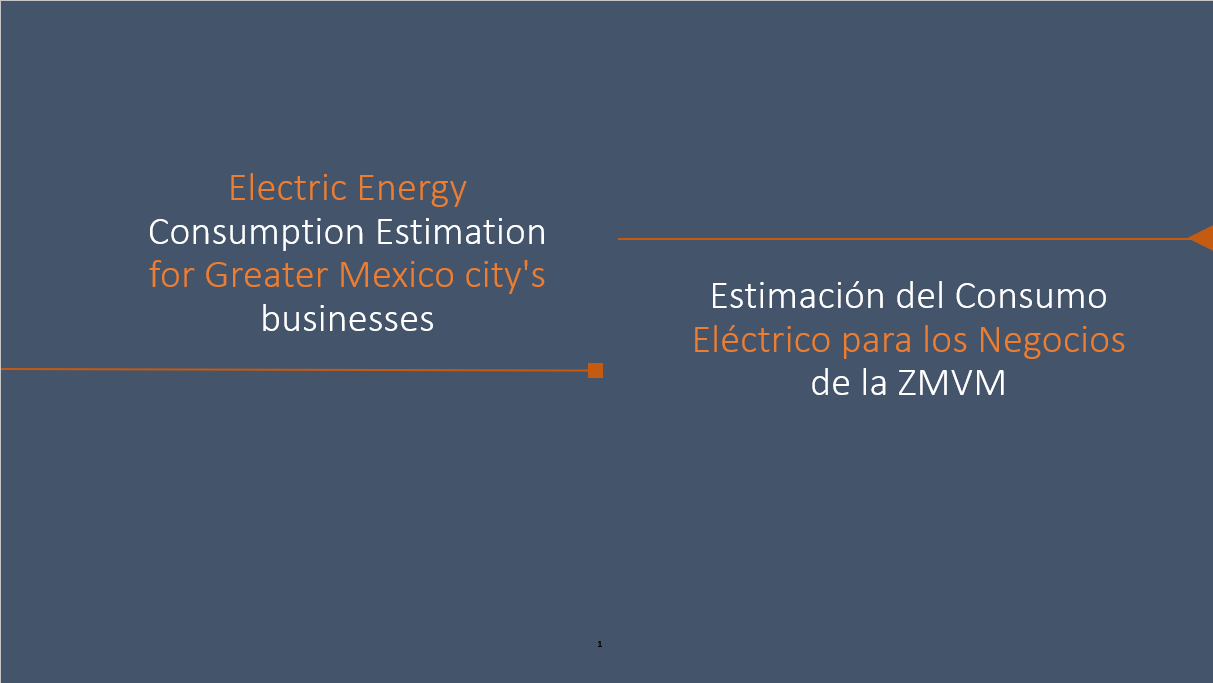 Electric Energy
Consumption Estimation
for Greater Mexico city's
businesses
Estimación del Consumo
Eléctrico para los Negocios
de la ZMVM
1